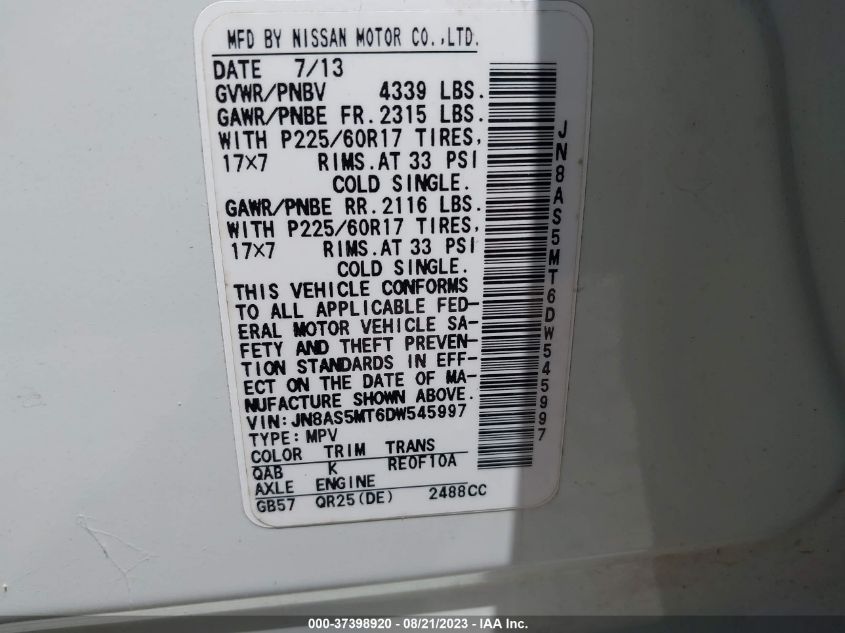 MFD BY NISSAN MOTOR CO.,LTD.
DATE 7/13
GVWR/PNBV 4339 LBS.
GAWR/PNBE FR. 2315 LBS.
WITH P225/60R17 TIRES,
17×7 RIMS.AT 33 PSI
COLD SINGLE.
GAWR/PNBE RR. 2116 LBS.
WITH P225/60R17 TIRES,
17×7 RIMS.AT 33 PSI
COLD SINGLE.
THIS VEHICLE CONFORMS
TO ALL APPLICABLE FED-
ERAL MOTOR VEHICLE SA-
FETY AND THEFT PREVEN-
TION STANDARDS IN EFF-
ECT ON THE DATE OF MA-
NUFACTURE SHOWN ABOVE.
VIN:JN8AS5MT6DW545997
TYPE:MPV
COLOR TRIM TRANS
QAB K RE0F10A
AXLE ENGINE
GB57 QR25(DE) 2488CC
JN8AS5MT6DW545997
000-37398920 - 08/21/2023 - IAA Inc.